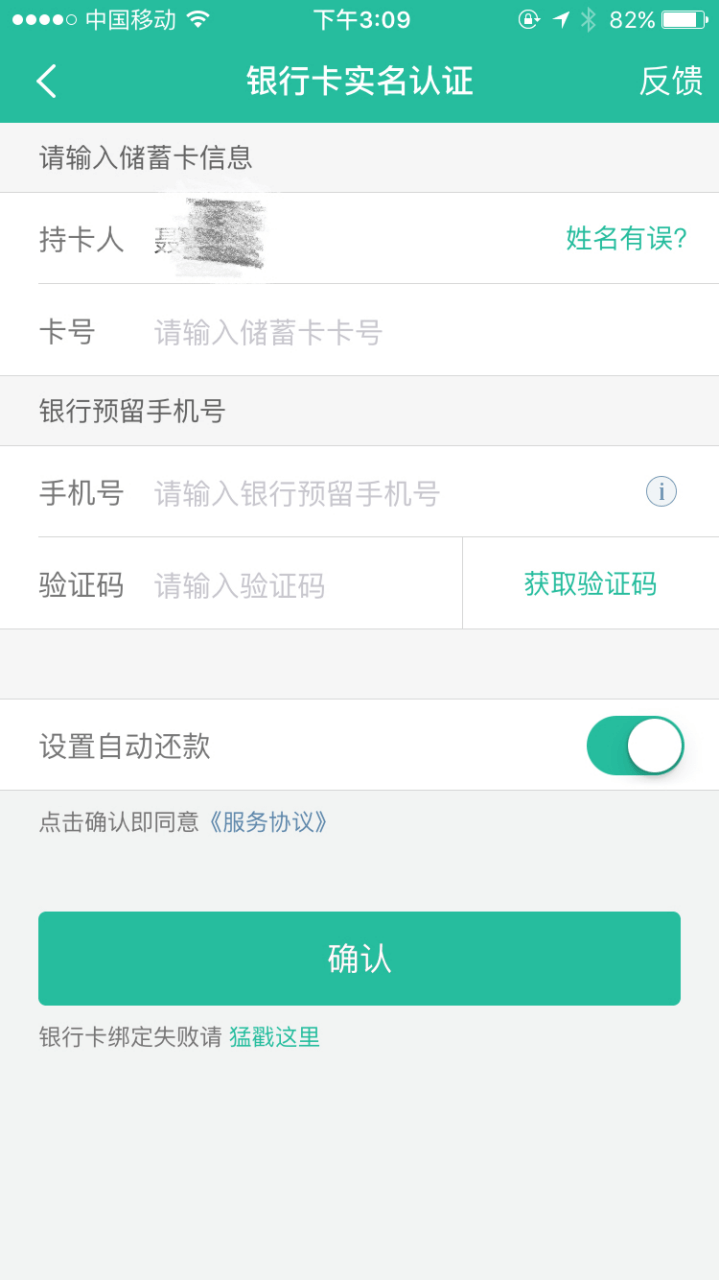 中国移动 下午3:09 82%
银行卡实名认证 反馈
请输入储蓄卡信息
持卡人 聂 姓名有误?
卡号 请输入储蓄卡卡号
银行预留手机号
手机号 请输入银行预留手机号 i
验证码 请输入验证码 获取验证码
设置自动还款
点击确认即同意《服务协议》
确认
银行卡绑定失败请 猛戳这里